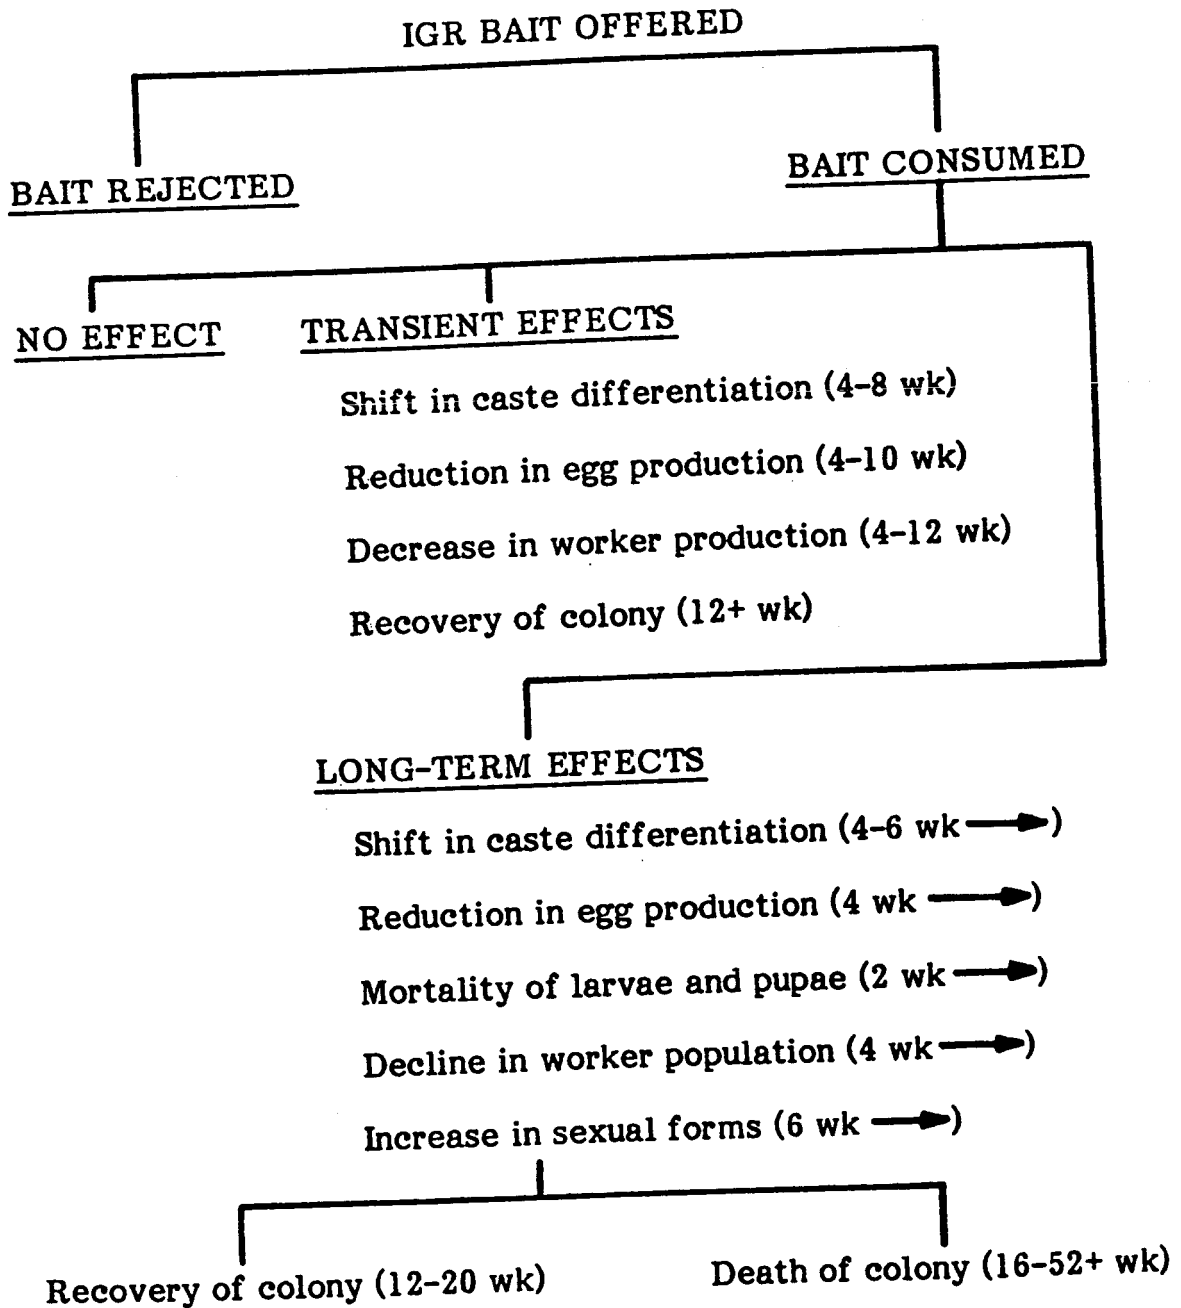 IGR BAIT OFFERED
BAIT REJECTED
BAIT CONSUMED
NO EFFECT
TRANSIENT EFFECTS
Shift in caste differentiation (4-8 wk)
Reduction in egg production (4-10 wk)
Decrease in worker production (4-12 wk)
Recovery of colony (12+ wk)
LONG-TERM EFFECTS
Shift in caste differentiation (4-6 wk ⟶)
Reduction in egg production (4 wk ⟶)
Mortality of larvae and pupae (2 wk ⟶)
Decline in worker population (4 wk ⟶)
Increase in sexual forms (6 wk ⟶)
Recovery of colony (12-20 wk)
Death of colony (16-52+ wk)